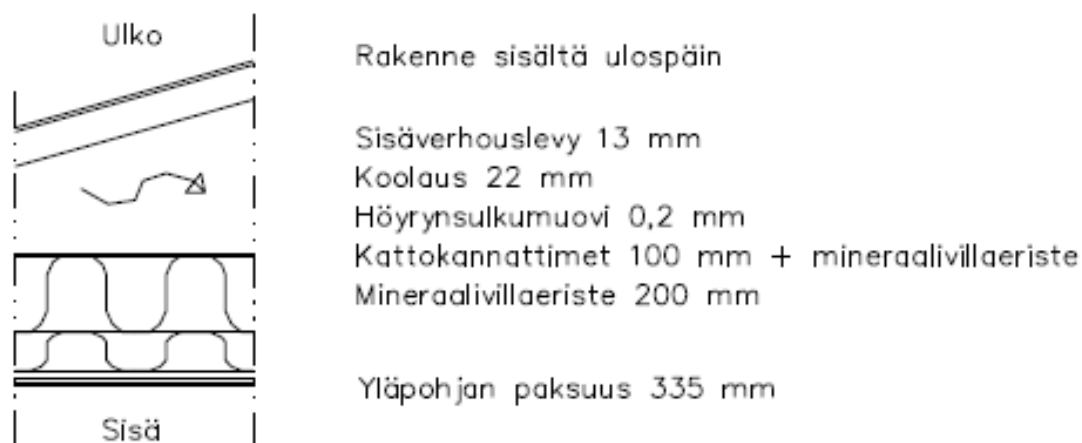 Ulko
Rakenne sisältä ulospäin
Sisäverhouslevy 13 mm
Koolaus 22 mm
Höyrynsulkumuovi 0,2 mm
Kattokannattimet 100 mm + mineraalivillaeriste
Mineraalivillaeriste 200 mm
Yläpohjan paksuus 335 mm
Sisä